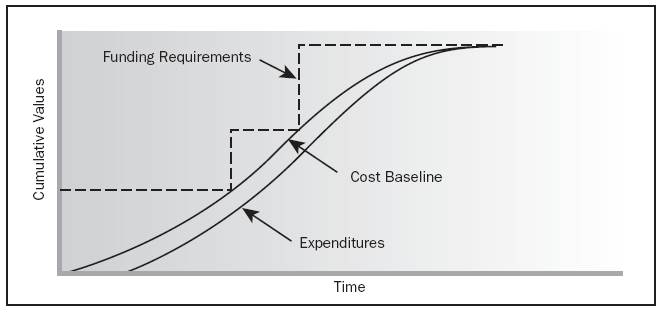 Funding Requirements
Cumulative Values
Cost Baseline
Expenditures
Time